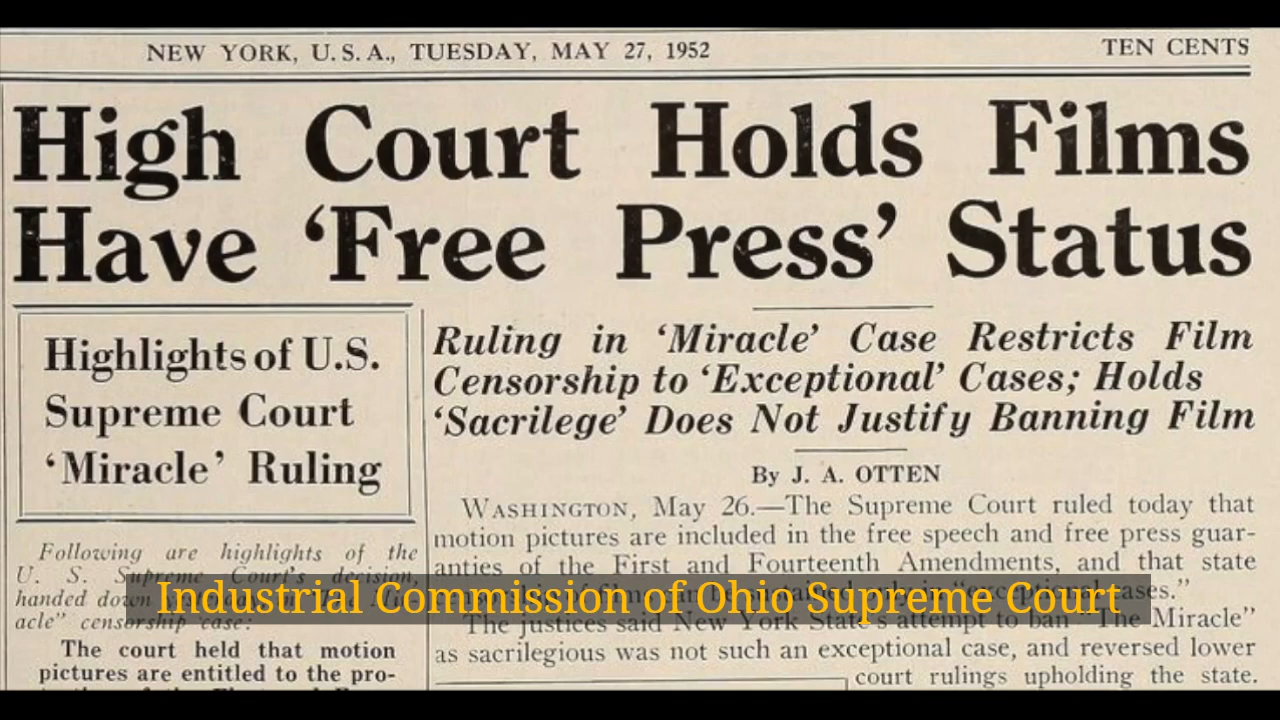 NEW YORK, U. S. A., TUESDAY, MAY 27, 1952
TEN CENTS
High Court Holds Films
Have ‘Free Press’ Status
Highlights of U.S.
Supreme Court
‘Miracle’ Ruling
Following are highlights of the
U. S. Supreme Court's decision,
handed down
acle” censorship case:
The court held that motion
pictures are entitled to the pro-
Ruling in ‘Miracle’ Case Restricts Film
Censorship to ‘Exceptional’ Cases; Holds
‘Sacrilege’ Does Not Justify Banning Film
By J. A. OTTEN
WASHINGTON, May 26.—The Supreme Court ruled today that
motion pictures are included in the free speech and free press guar-
anties of the First and Fourteenth Amendments, and that state
cases.”
The justices said New York State's attempt to ban “The Miracle”
as sacrilegious was not such an exceptional case, and reversed lower
court rulings upholding the state.
Industrial Commission of Ohio Supreme Court